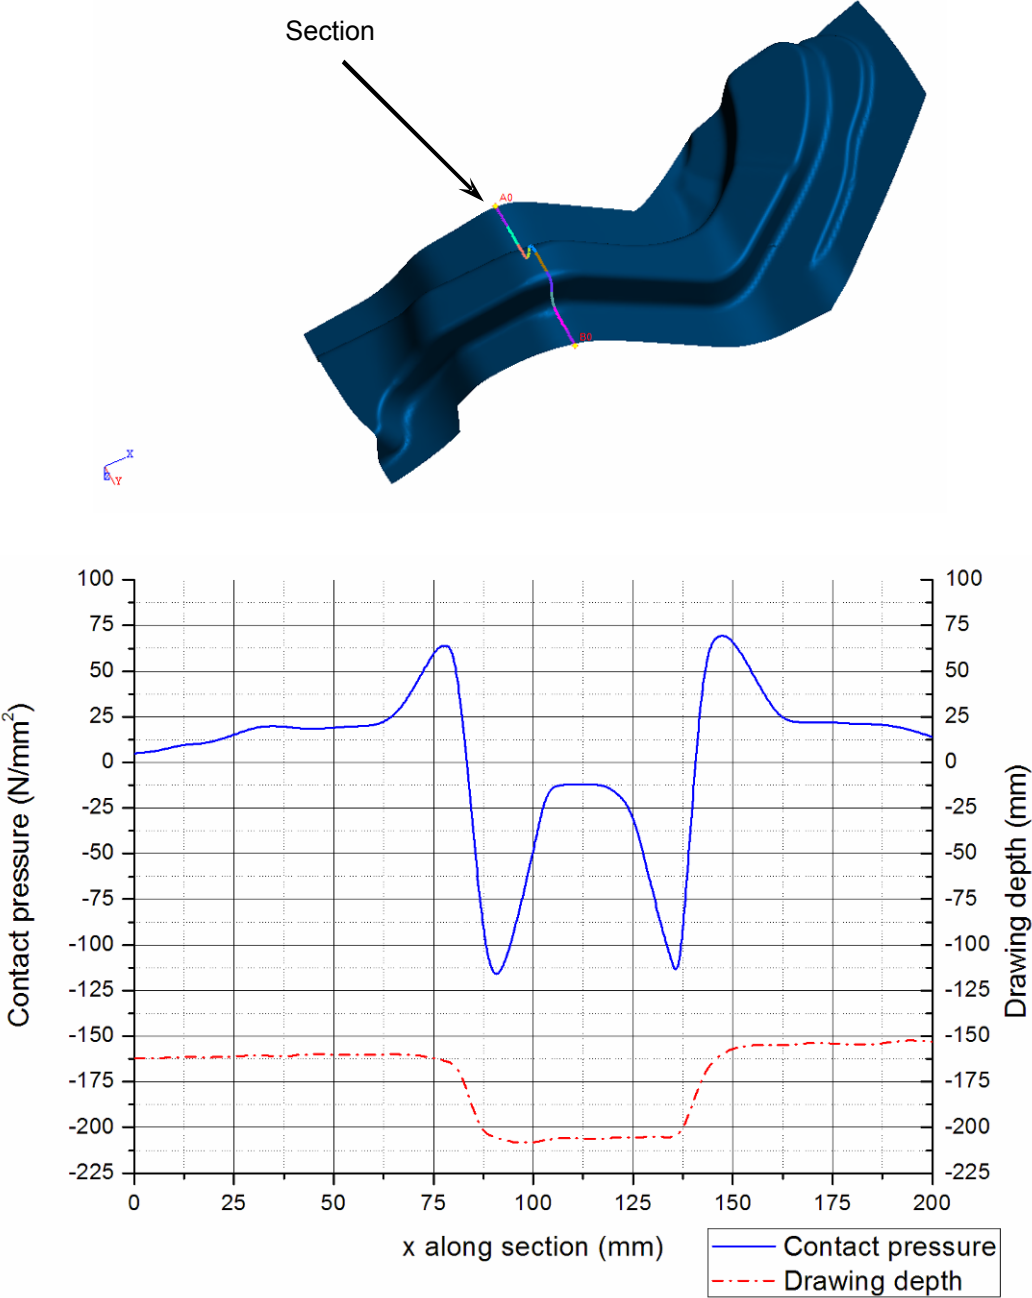 Section
A0
B0
X
Y
100
75
50
25
0
-25
-50
-75
-100
-125
-150
-175
-200
-225
Contact pressure (N/mm²)
100
75
50
25
0
-25
-50
-75
-100
-125
-150
-175
-200
-225
Drawing depth (mm)
0 25 50 75 100 125 150 175 200
x along section (mm)
Contact pressure
Drawing depth